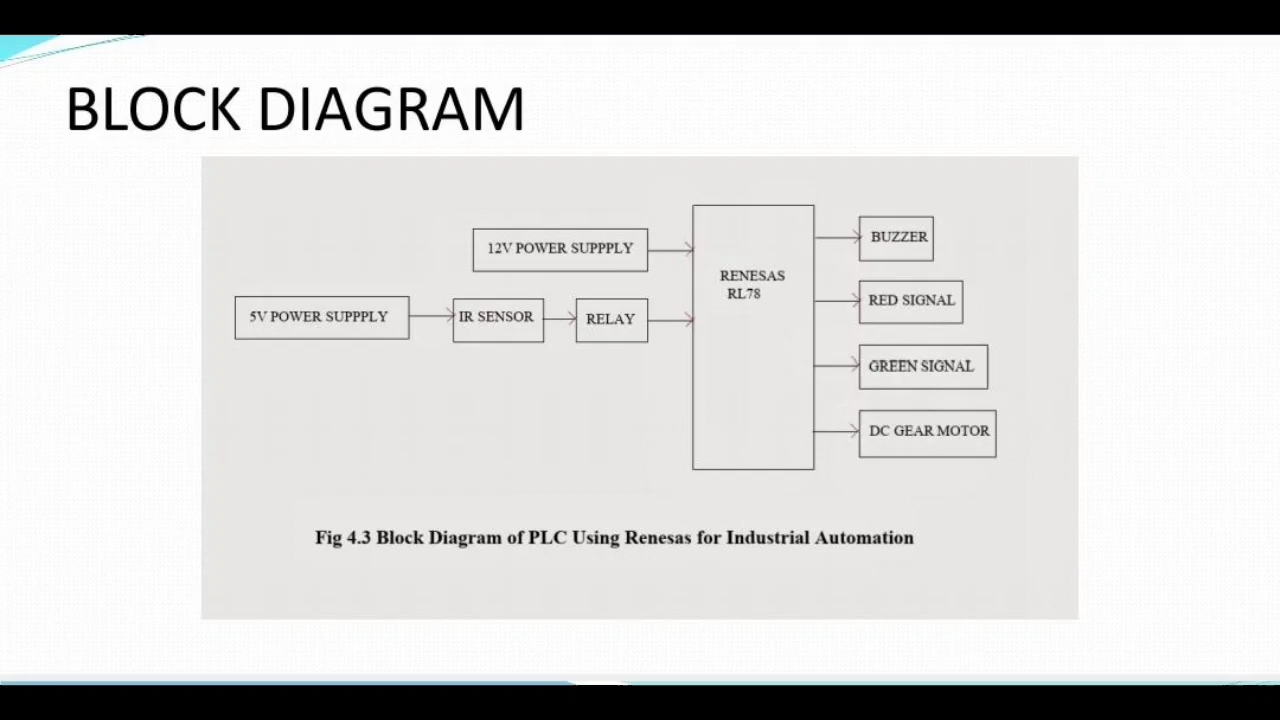 BLOCK DIAGRAM
12V POWER SUPPPLY
5V POWER SUPPPLY
IR SENSOR
RELAY
RENESAS
RL78
BUZZER
RED SIGNAL
GREEN SIGNAL
DC GEAR MOTOR
Fig 4.3 Block Diagram of PLC Using Renesas for Industrial Automation